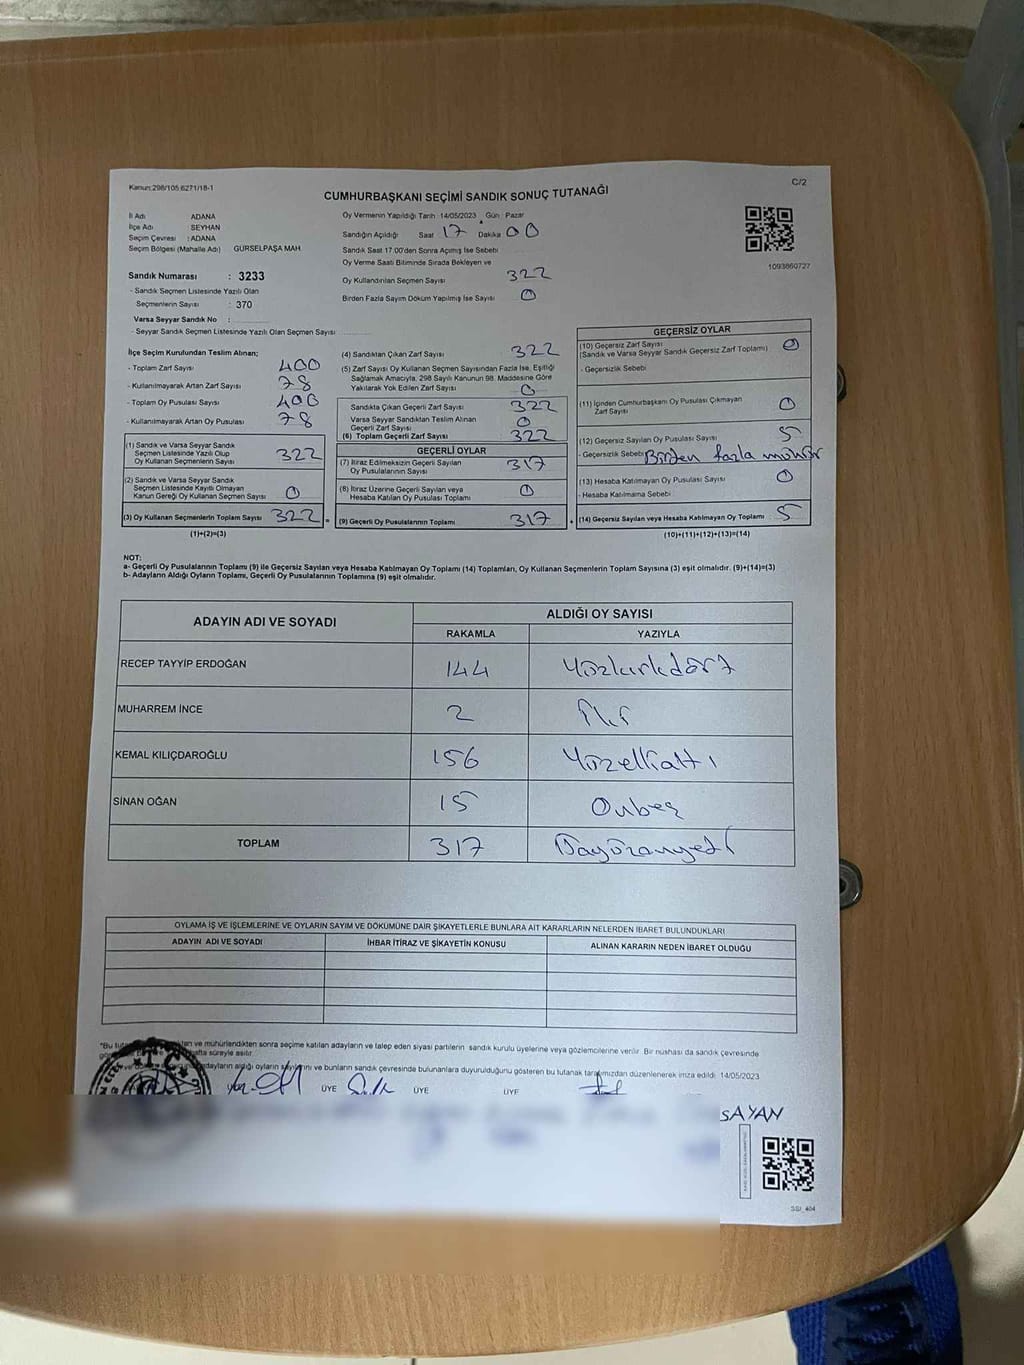 Kanun:298/105 6271/18-1
C/2
CUMHURBAŞKANI SEÇİMİ SANDIK SONUÇ TUTANAĞI
İl Adı ADANA
İlçe Adı : SEYHAN
Seçim Çevresi : ADANA
Seçim Bölgesi (Mahalle Adı) GÜRSELPAŞA MAH.
Sandık Numarası : 3233
- Sandık Seçmen Listesinde Yazılı Olan
Seçmenlerin Sayısı : 370
Varsa Seyyar Sandık No :
- Seyyar Sandık Seçmen Listesinde Yazılı Olan Seçmen Sayısı
Oy Vermenin Yapıldığı Tarih 14/05/2023 Gün : Pazar
Sandığın Açıldığı Saat 17 Dakika 00
Sandık Saat 17.00'den Sonra Açılmış İse Sebebi
Oy Verme Saati Bitiminde Sırada Bekleyen ve
Oy Kullandırılan Seçmen Sayısı 322
Birden Fazla Sayım Döküm Yapılmış İse Sayısı 0
1093860727
İlçe Seçim Kurulundan Teslim Alınan;
- Toplam Zarf Sayısı 400
- Kullanılmayarak Artan Zarf Sayısı 78
- Toplam Oy Pusulası Sayısı 400
- Kullanılmayarak Artan Oy Pusulası 78
(1) Sandık ve Varsa Seyyar Sandık
Seçmen Listesinde Yazılı Olup
Oy Kullanan Seçmenlerin Sayısı 322
(2) Sandık ve Varsa Seyyar Sandık
Seçmen Listesinde Kayıtlı Olmayan
Kanun Gereği Oy Kullanan Seçmen Sayısı 0
(3) Oy Kullanan Seçmenlerin Toplam Sayısı 322 =
(1)+(2)=(3)
(4) Sandıktan Çıkan Zarf Sayısı 322
(5) Zarf Sayısı Oy Kullanan Seçmen Sayısından Fazla İse, Eşitliği
Sağlamak Amacıyla, 298 Sayılı Kanunun 98. Maddesine Göre
Yakılarak Yok Edilen Zarf Sayısı 0
Sandıkta Çıkan Geçerli Zarf Sayısı 322
Varsa Seyyar Sandıktan Teslim Alınan
Geçerli Zarf Sayısı 0
(6) Toplam Geçerli Zarf Sayısı 322
GEÇERLİ OYLAR
(7) İtiraz Edilmeksizin Geçerli Sayılan
Oy Pusulalarının Sayısı 317
(8) İtiraz Üzerine Geçerli Sayılan veya
Hesaba Katılan Oy Pusulası Toplamı 0
(9) Geçerli Oy Pusulalarının Toplamı 317 +
GEÇERSİZ OYLAR
(10) Geçersiz Zarf Sayısı 0
(Sandık ve Varsa Seyyar Sandık Geçersiz Zarf Toplamı)
- Geçersizlik Sebebi
(11) İçinden Cumhurbaşkanı Oy Pusulası Çıkmayan
Zarf Sayısı 0
(12) Geçersiz Sayılan Oy Pusulası Sayısı 5
- Geçersizlik Sebebi Birden fazla mühür
(13) Hesaba Katılmayan Oy Pusulası Sayısı 0
- Hesaba Katılmama Sebebi
(14) Geçersiz Sayılan veya Hesaba Katılmayan Oy Toplamı 5
(10)+(11)+(12)+(13)=(14)
NOT:
a- Geçerli Oy Pusulasının Toplamı (9) ile Geçersiz Sayılan veya Hesaba Katılmayan Oy Toplamı (14) Toplamları, Oy Kullanan Seçmenlerin Toplam Sayısına (3) eşit olmalıdır. (9)+(14)=(3)
b- Adayların Aldığı Oyların Toplamı, Geçerli Oy Pusulalarının Toplamına (9) eşit olmalıdır.
ADAYIN ADI VE SOYADI ALDIĞI OY SAYISI
RAKAMLA YAZIYLA
RECEP TAYYİP ERDOĞAN 144 Yüzkırkdört
MUHARREM İNCE 2
KEMAL KILIÇDAROĞLU 156 Yüzellialtı
SİNAN OĞAN 15 Onbeş
TOPLAM 317
OYLAMA İŞ VE İŞLEMLERİNE VE OYLARIN SAYIM VE DÖKÜMÜNE DAİR ŞİKAYETLERLE BUNLARA AİT KARARLARIN NELERDEN İBARET BULUNDUKLARI
ADAYIN ADI VE SOYADI İHBAR İTİRAZ VE ŞİKAYETİN KONUSU ALINAN KARARIN NEDEN İBARET OLDUĞU
"Bu ve mühürlendikten sonra seçime katılan adayların ve talep eden siyasi partilerin sandık kurulu üyelerine veya gözlemcilerine verilir. Bir nüshası da sandık çevresinde
hafta süreyle asılır.
adayların aldığı oyların ve bunların sandık çevresinde bulunanlara duyurulduğunu gösteren bu tutanak tarafımızdan düzenlenerek imza edildi. 14/05/2023
T.C.
ÜYE ÜYE ÜYE
SAYAN
SSI_404